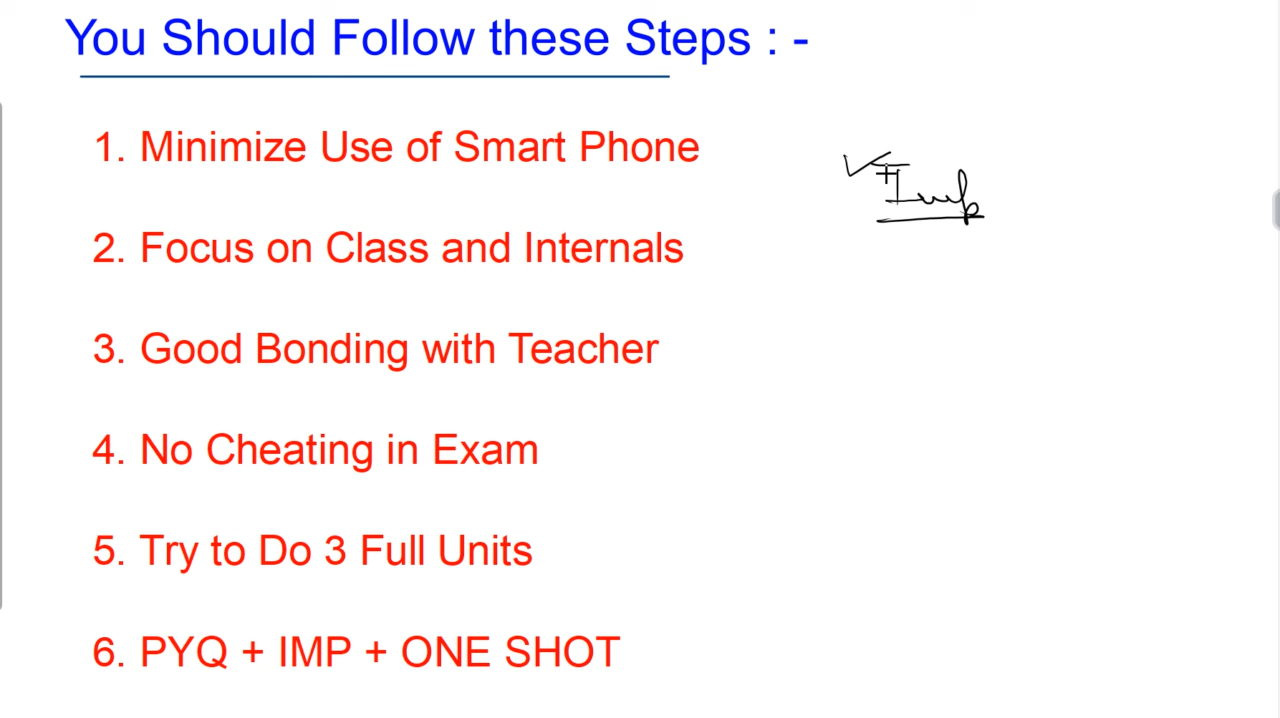 You Should Follow these Steps : -
1. Minimize Use of Smart Phone
Imp
2. Focus on Class and Internals
3. Good Bonding with Teacher
4. No Cheating in Exam
5. Try to Do 3 Full Units
6. PYQ + IMP + ONE SHOT